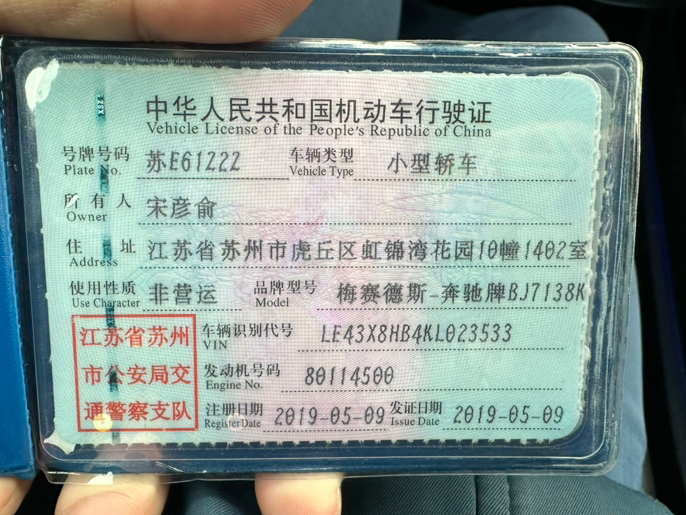 中华人民共和国机动车行驶证
Vehicle License of the People's Republic of China
号牌号码 苏E61Z22 车辆类型 小型轿车
Plate No. Vehicle Type
所有人 宋彦俞
Owner
住址 江苏省苏州市虎丘区虹锦湾花园10幢1402室
Address
使用性质 非营运 品牌型号 梅赛德斯-奔驰牌BJ7138K
Use Character Model
江苏省苏州
市公安局交
通警察支队
车辆识别代号 LE43X8HB4KL023533
VIN
发动机号码 80114500
Engine No.
注册日期 2019-05-09 发证日期 2019-05-09
Register Date Issue Date